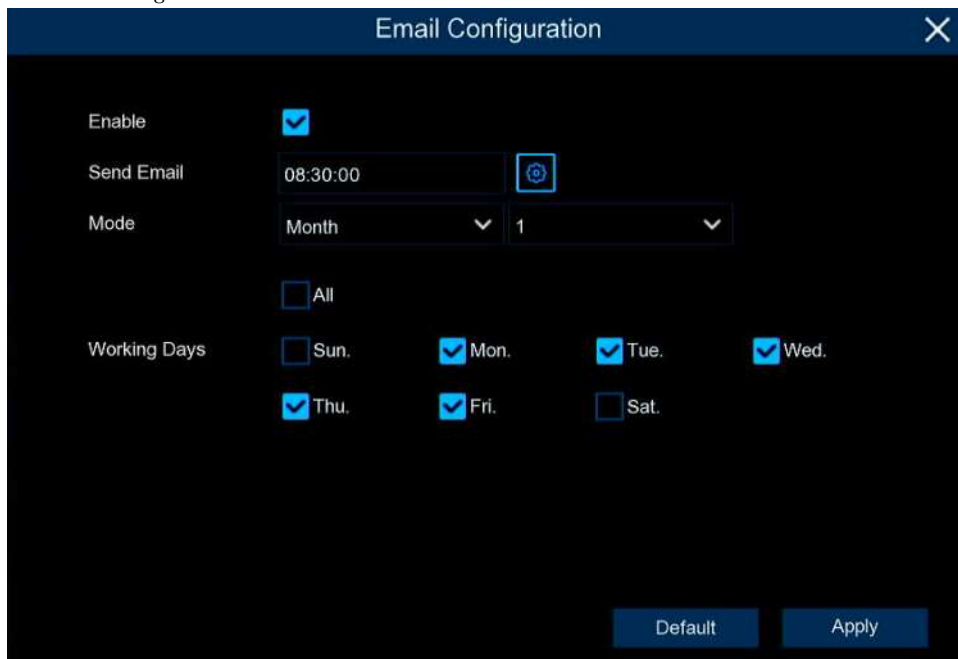 Email Configuration
Enable
Send Email 08:30:00
Mode Month 1
All
Working Days Sun. Mon. Tue. Wed.
Thu. Fri. Sat.
Default Apply